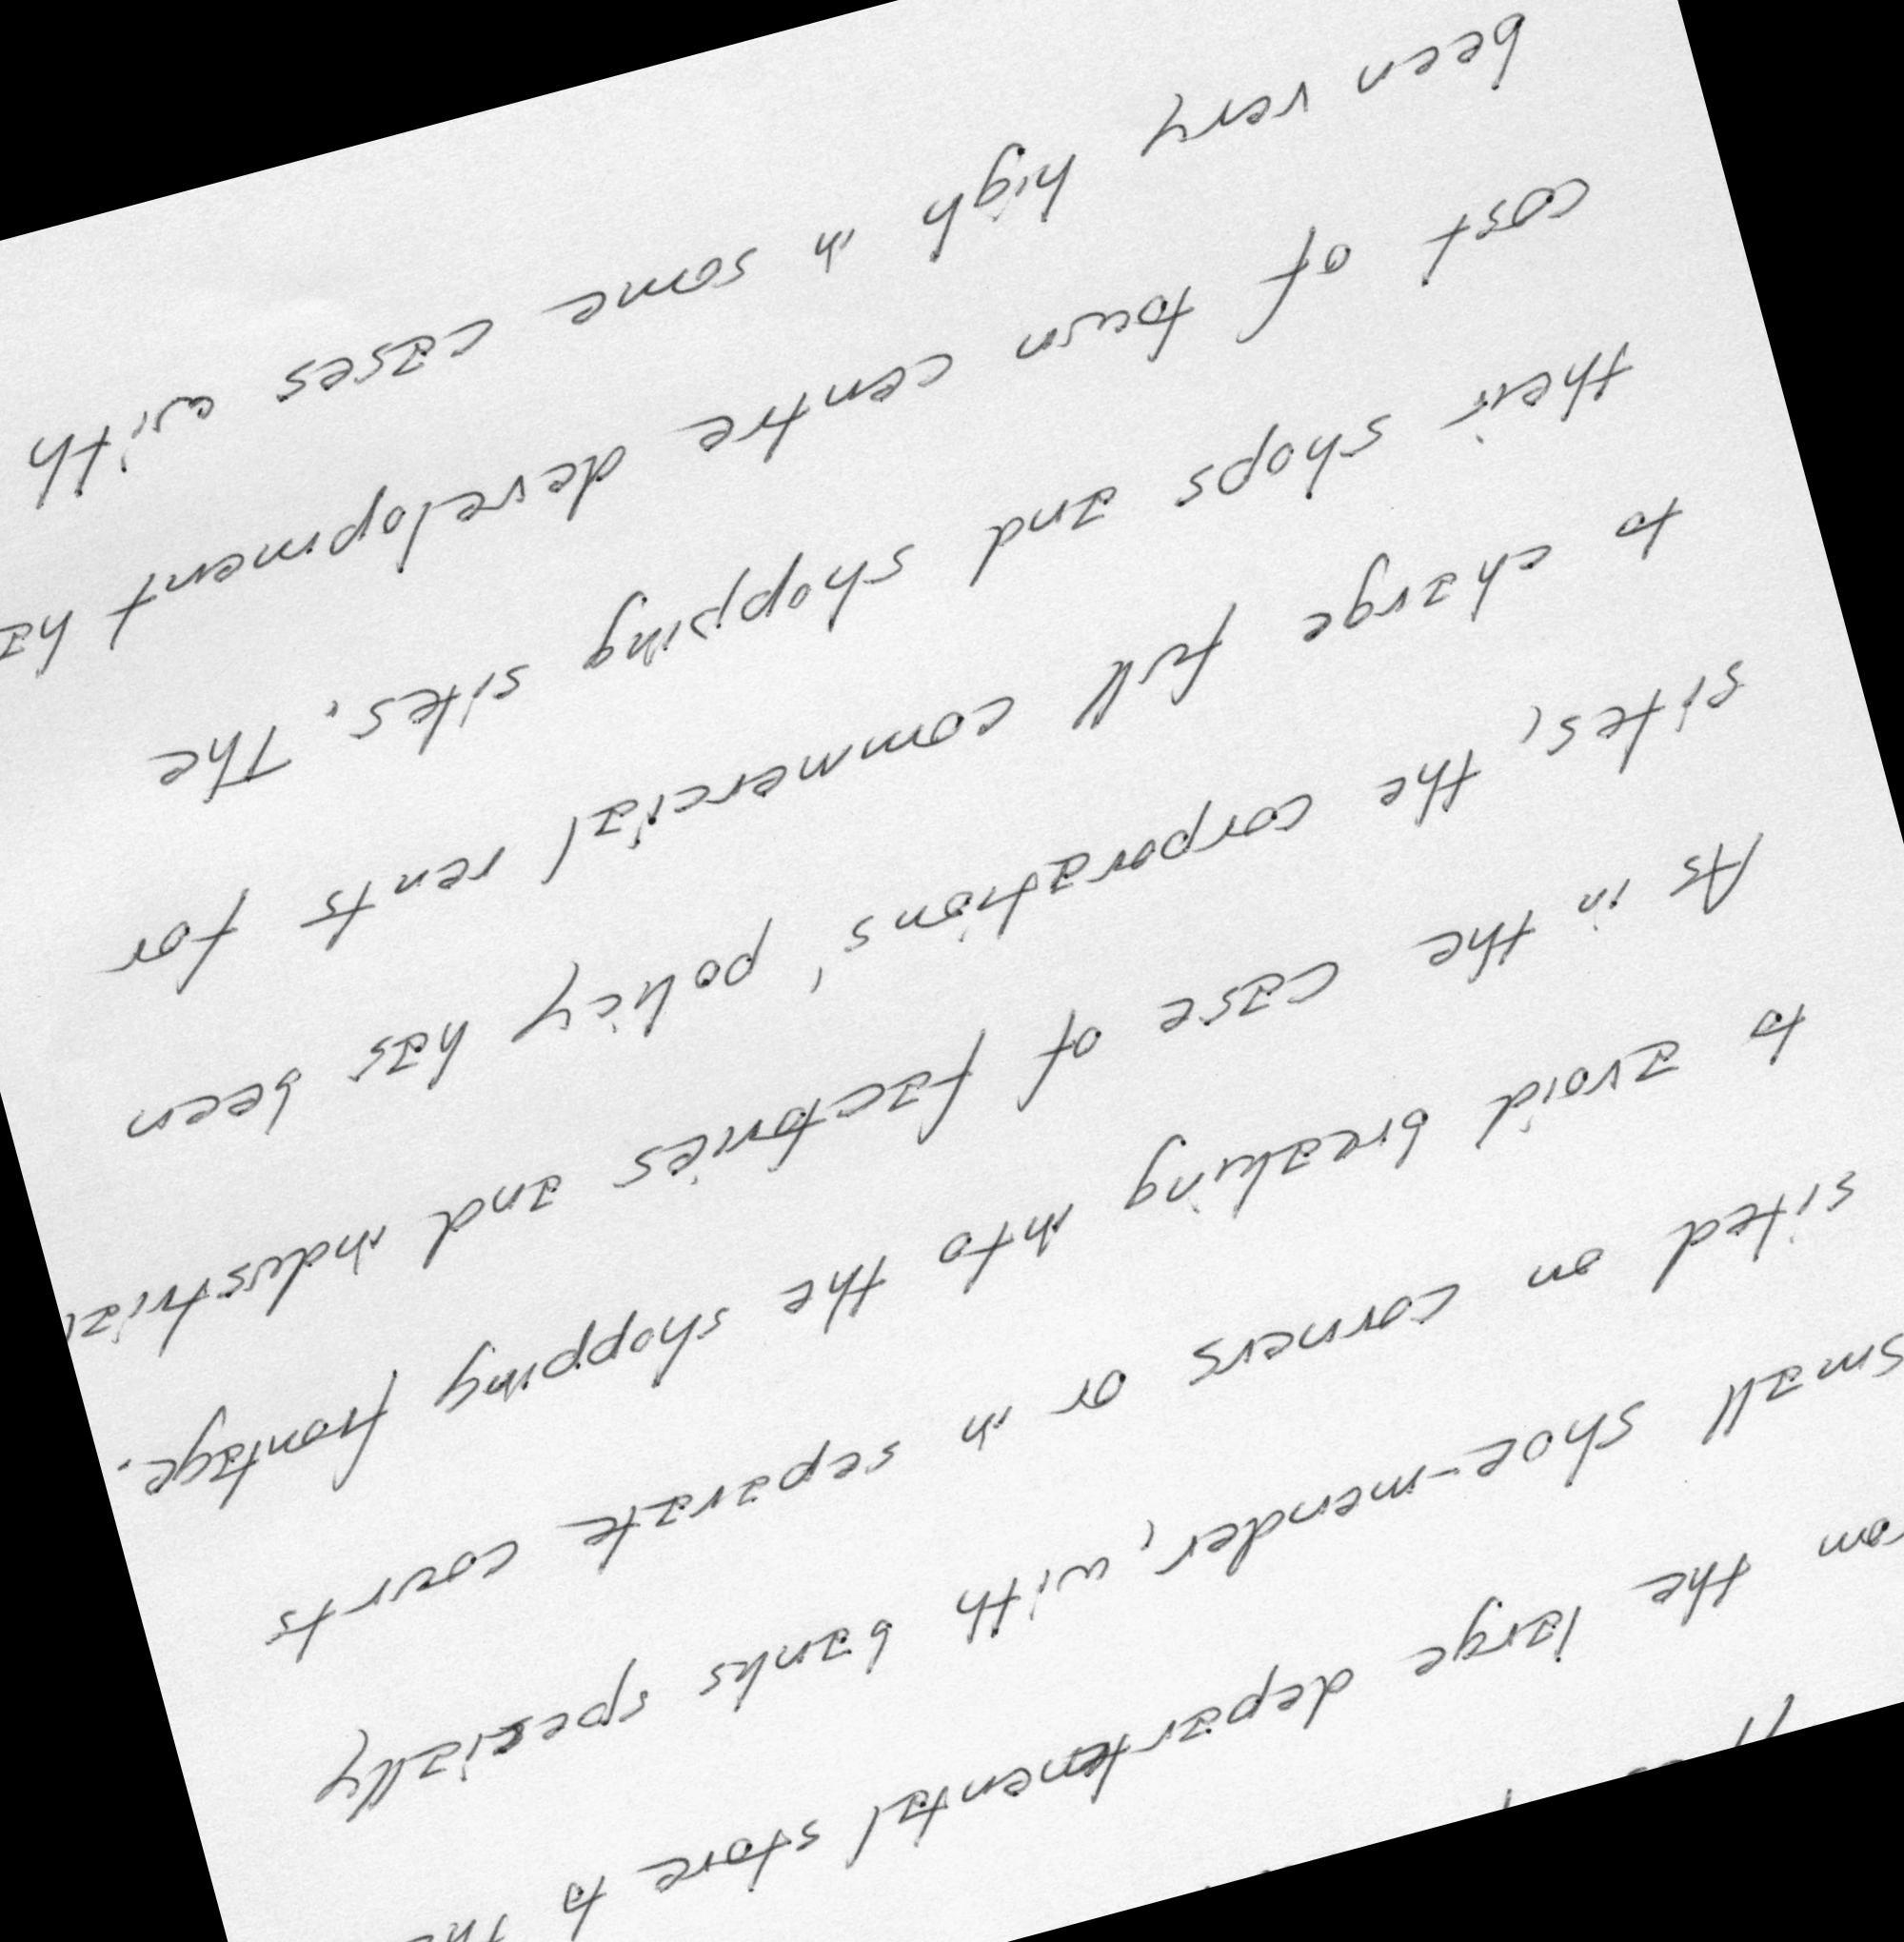 the large departmental store to the
small shoe-mender, with banks specially
sited on corners or in separate courts
to avoid breaking into the shopping frontage.
As in the case of factories and industrial
sites, the corporations' policy has been
to charge full commercial rents for
their shops and shopping sites. The
cost of town centre development ha
been very high in some cases with